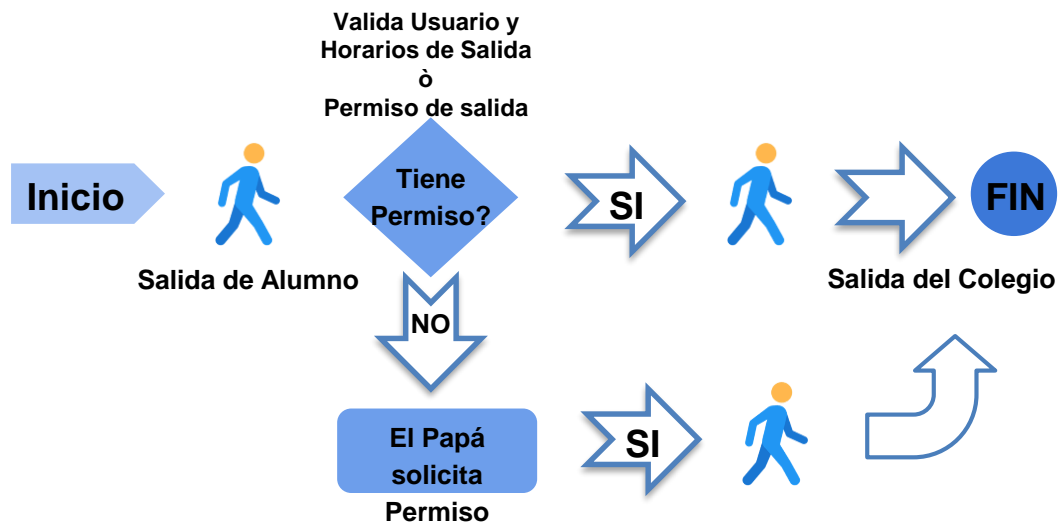 Valida Usuario y
Horarios de Salida
ò
Permiso de salida
Inicio
Tiene
Permiso?
SI
FIN
Salida de Alumno
Salida del Colegio
NO
El Papá
solicita
Permiso
SI